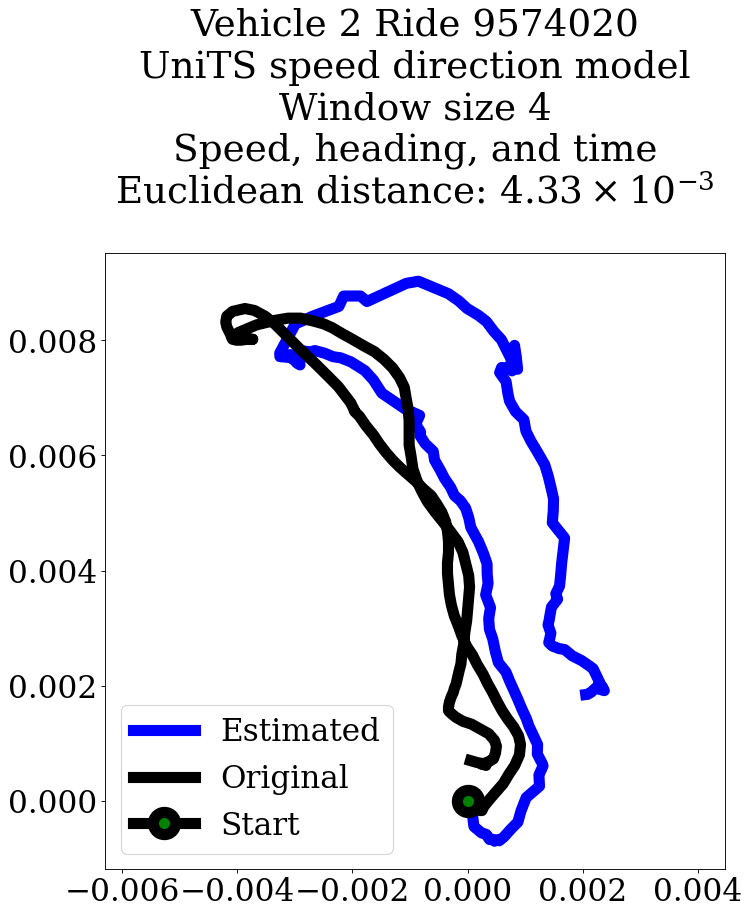 Vehicle 2 Ride 9574020
UniTS speed direction model
Window size 4
Speed, heading, and time
Euclidean distance: 4.33 × 10⁻³
0.008
0.006
0.004
0.002
0.000
Estimated
Original
Start
−0.006 −0.004 −0.002 0.000 0.002 0.004